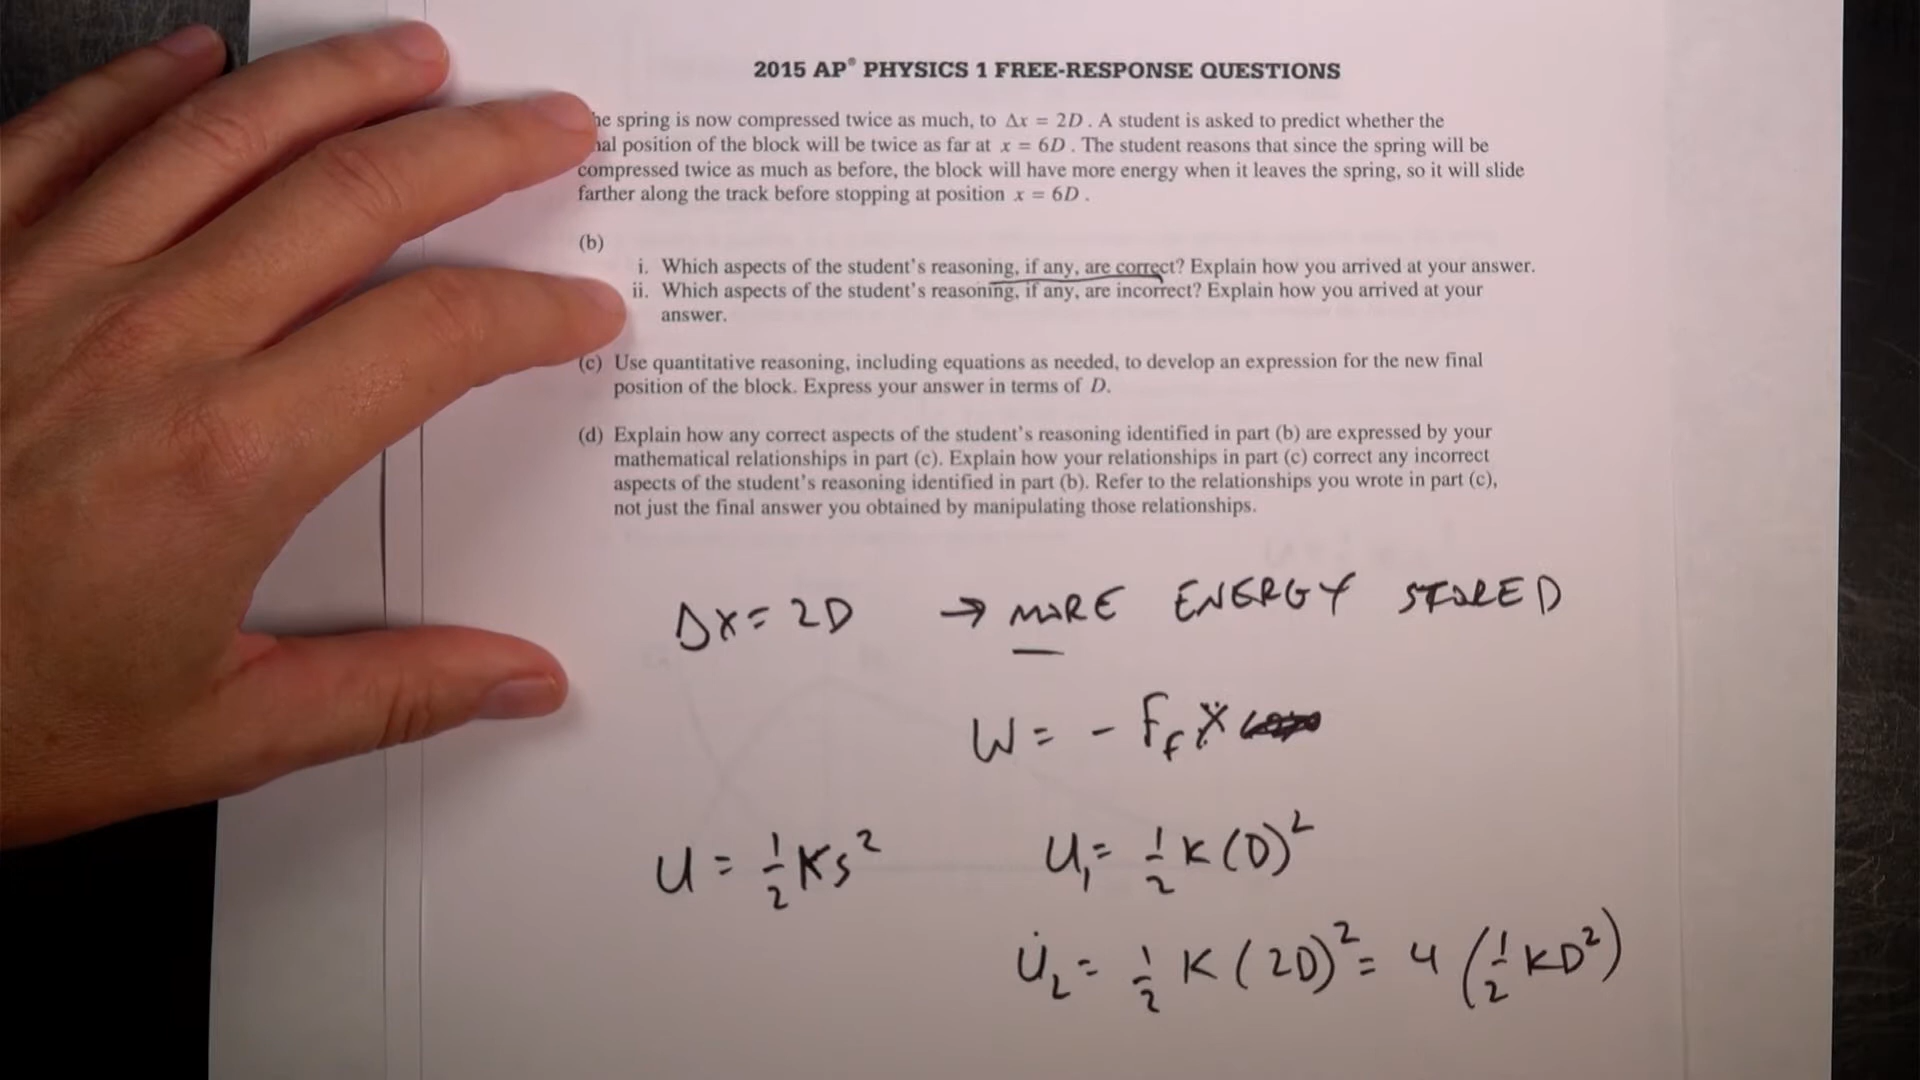 2015 AP® PHYSICS 1 FREE-RESPONSE QUESTIONS
he spring is now compressed twice as much, to Δx = 2D. A student is asked to predict whether the
nal position of the block will be twice as far at x = 6D. The student reasons that since the spring will be
compressed twice as much as before, the block will have more energy when it leaves the spring, so it will slide
farther along the track before stopping at position x = 6D.
(b)
i. Which aspects of the student's reasoning, if any, are correct? Explain how you arrived at your answer.
ii. Which aspects of the student's reasoning, if any, are incorrect? Explain how you arrived at your
answer.
(c) Use quantitative reasoning, including equations as needed, to develop an expression for the new final
position of the block. Express your answer in terms of D.
(d) Explain how any correct aspects of the student's reasoning identified in part (b) are expressed by your
mathematical relationships in part (c). Explain how your relationships in part (c) correct any incorrect
aspects of the student's reasoning identified in part (b). Refer to the relationships you wrote in part (c),
not just the final answer you obtained by manipulating those relationships.
Δx = 2D → MORE ENERGY STORED
W = - F_f x
U = 1/2 Ks² U₁ = 1/2 K (D)²
U₂ = 1/2 K (2D)² = 4 (1/2 KD²)